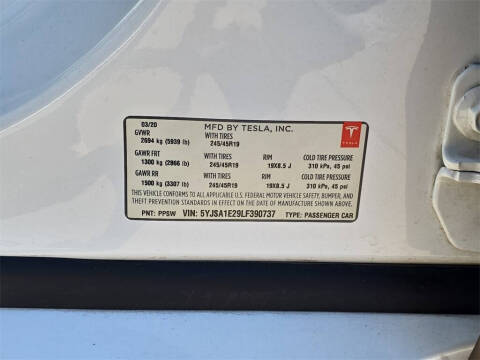 03/20 MFD BY TESLA, INC.
GVWR WITH TIRES
2694 kg (5939 lb) 245/45R19
TESLA
GAWR FRT WITH TIRES RIM COLD TIRE PRESSURE
1300 kg (2866 lb) 245/45R19 19X8.5 J 310 kPa, 45 psi
GAWR RR WITH TIRES RIM COLD TIRE PRESSURE
1500 kg (3307 lb) 245/45R19 19X8.5 J 310 kPa, 45 psi
THIS VEHICLE CONFORMS TO ALL APPLICABLE U.S. FEDERAL MOTOR VEHICLE SAFETY, BUMPER, AND
THEFT PREVENTION STANDARDS IN EFFECT ON THE DATE OF MANUFACTURE SHOWN ABOVE.
PNT: PPSW VIN: 5YJSA1E29LF390737 TYPE: PASSENGER CAR